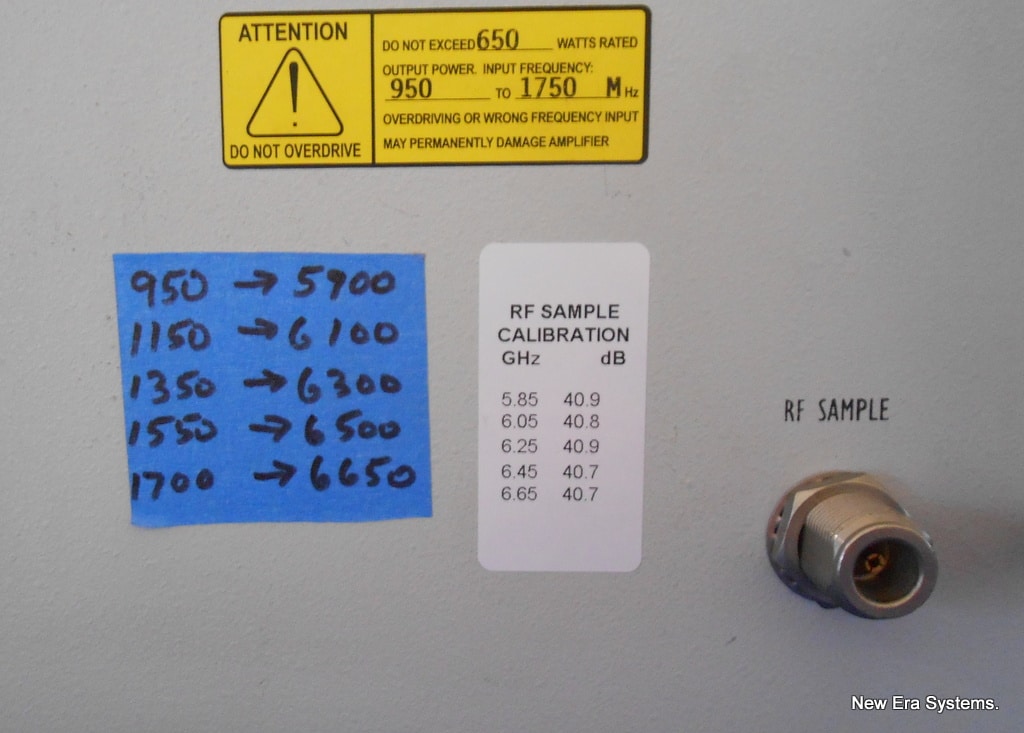 ATTENTION
DO NOT OVERDRIVE
DO NOT EXCEED 650 WATTS RATED
OUTPUT POWER. INPUT FREQUENCY:
950 TO 1750 MHz
OVERDRIVING OR WRONG FREQUENCY INPUT
MAY PERMANENTLY DAMAGE AMPLIFIER
950 → 5900
1150 → 6100
1350 → 6300
1550 → 6500
1700 → 6650
RF SAMPLE
CALIBRATION
GHz dB
5.85 40.9
6.05 40.8
6.25 40.9
6.45 40.7
6.65 40.7
RF SAMPLE
New Era Systems.